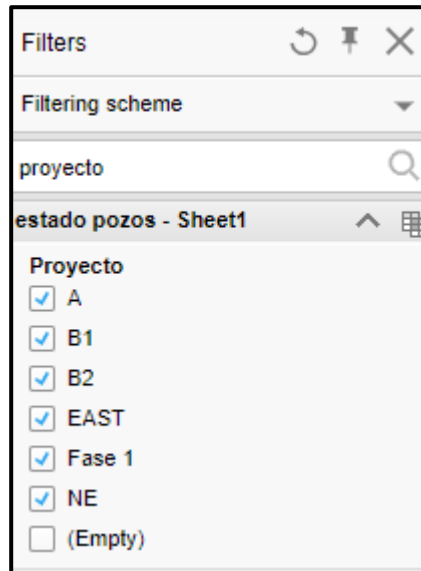 Filters
Filtering scheme
proyecto
estado pozos - Sheet1
Proyecto
A
B1
B2
EAST
Fase 1
NE
(Empty)